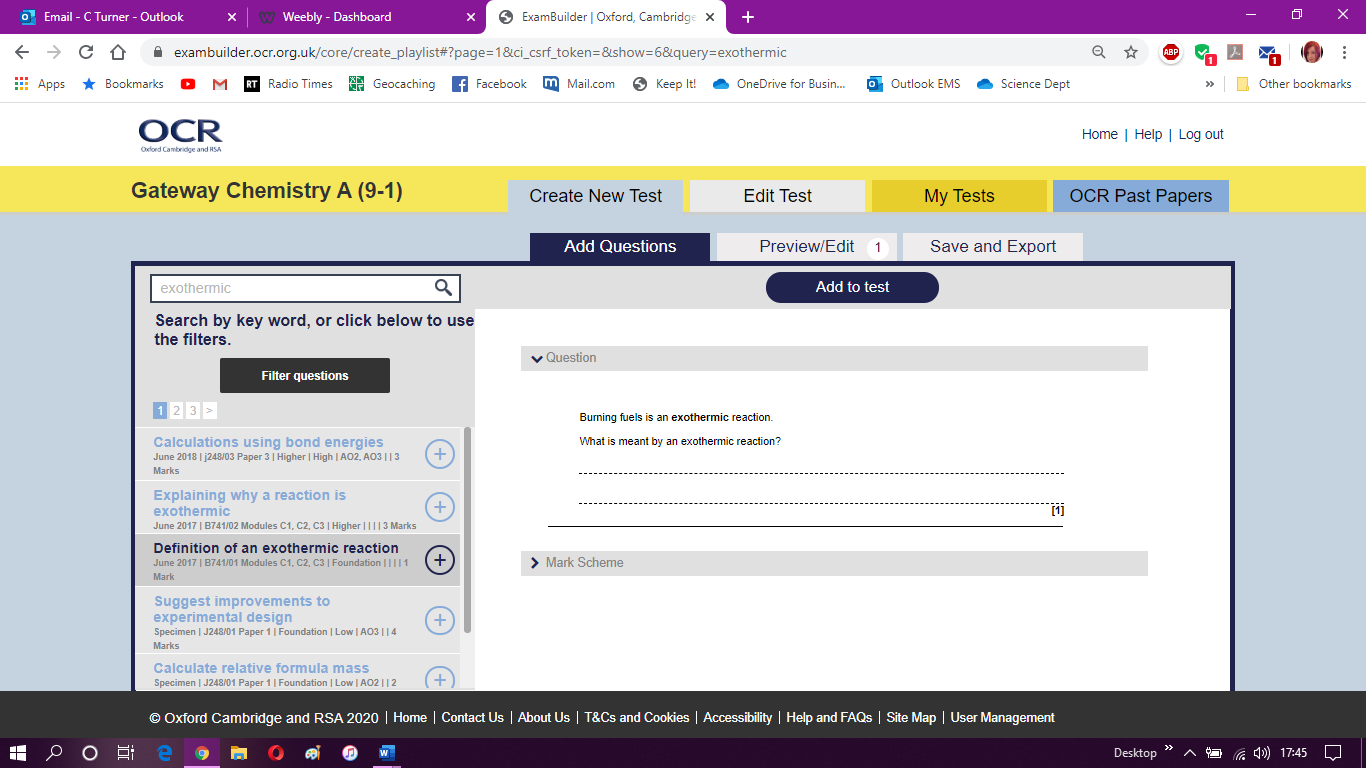 Email - C Turner - Outlook
Weebly - Dashboard
ExamBuilder | Oxford, Cambridge
exambuilder.ocr.org.uk/core/create_playlist#?page=1&ci_csrf_token=&show=6&query=exothermic
ABP
1
1
Apps
Bookmarks
RT Radio Times
Geocaching
Facebook
Mail.com
Keep It!
OneDrive for Busin...
Outlook EMS
Science Dept
»
Other bookmarks
OCR
Oxford Cambridge and RSA
Home | Help | Log out
Gateway Chemistry A (9-1)
Create New Test
Edit Test
My Tests
OCR Past Papers
Add Questions
Preview/Edit 1
Save and Export
exothermic
Add to test
Search by key word, or click below to use
the filters.
Filter questions
1 2 3 >
Calculations using bond energies
June 2018 | j248/03 Paper 3 | Higher | High | AO2, AO3 | | 3
Marks
Explaining why a reaction is
exothermic
June 2017 | B741/02 Modules C1, C2, C3 | Higher | | | | 3 Marks
Definition of an exothermic reaction
June 2017 | B741/01 Modules C1, C2, C3 | Foundation | | | | 1
Mark
Suggest improvements to
experimental design
Specimen | J248/01 Paper 1 | Foundation | Low | AO3 | | 4
Marks
Calculate relative formula mass
Specimen | J248/01 Paper 1 | Foundation | Low | AO2 | | 2
Question
Burning fuels is an exothermic reaction.
What is meant by an exothermic reaction?
[1]
Mark Scheme
© Oxford Cambridge and RSA 2020 | Home | Contact Us | About Us | T&Cs and Cookies | Accessibility | Help and FAQs | Site Map | User Management
Desktop » 17:45